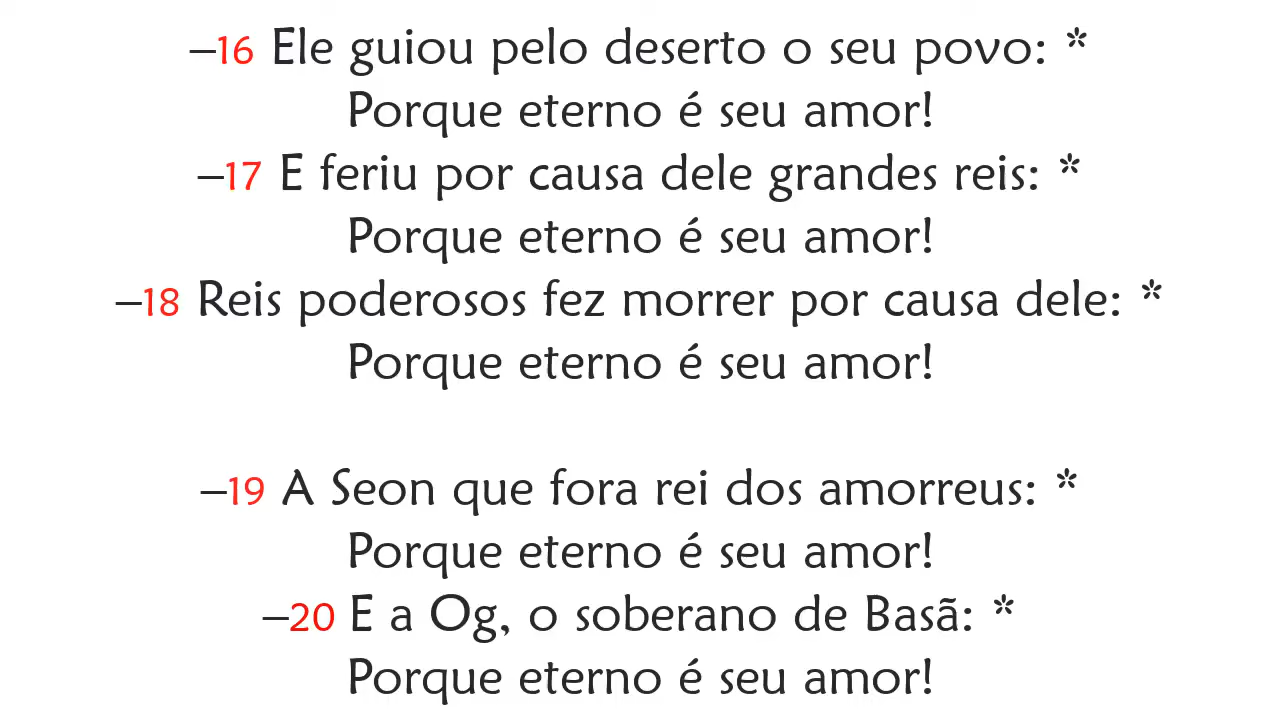 –16 Ele guiou pelo deserto o seu povo: *
Porque eterno é seu amor!
–17 E feriu por causa dele grandes reis: *
Porque eterno é seu amor!
–18 Reis poderosos fez morrer por causa dele: *
Porque eterno é seu amor!
–19 A Seon que fora rei dos amorreus: *
Porque eterno é seu amor!
–20 E a Og, o soberano de Basã: *
Porque eterno é seu amor!